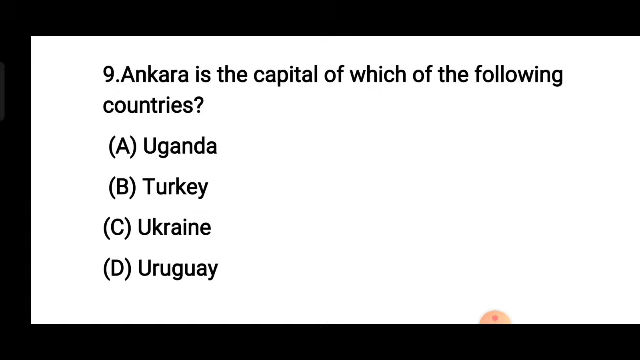 9.Ankara is the capital of which of the following
countries?
(A) Uganda
(B) Turkey
(C) Ukraine
(D) Uruguay